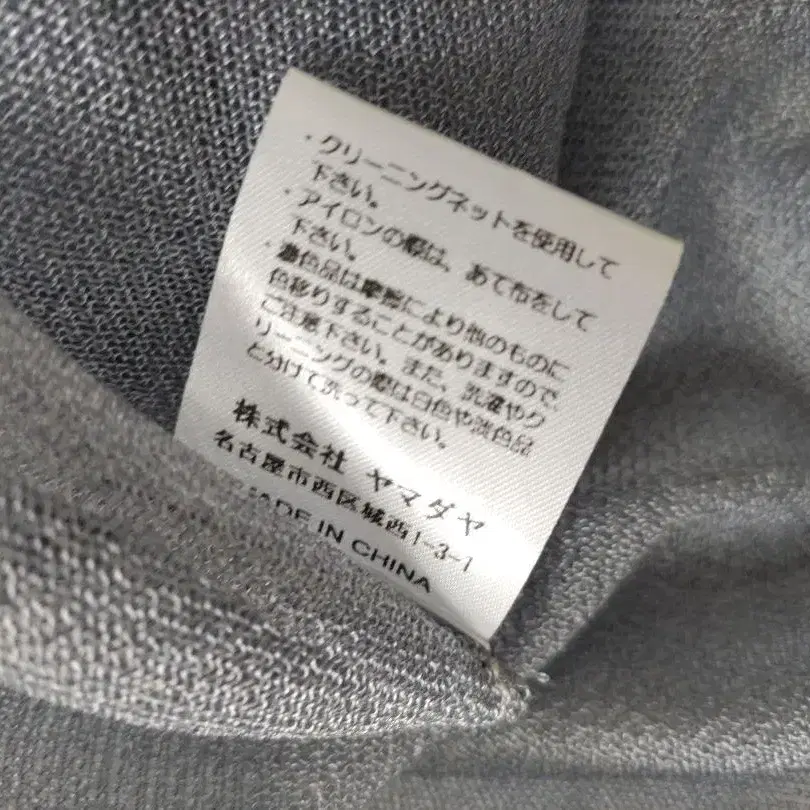 ・クリーニングネットを使用して
下さい。
・アイロンの際は、あて布をして
下さい。
・濃色品は摩擦により他のものに
色移りすることがありますので、
ご注意下さい。また、洗濯やク
リーニングの際は白色や淡色品
と分けて洗って下さい。
株式会社 ヤマダヤ
名古屋市西区城西1-3-1
MADE IN CHINA